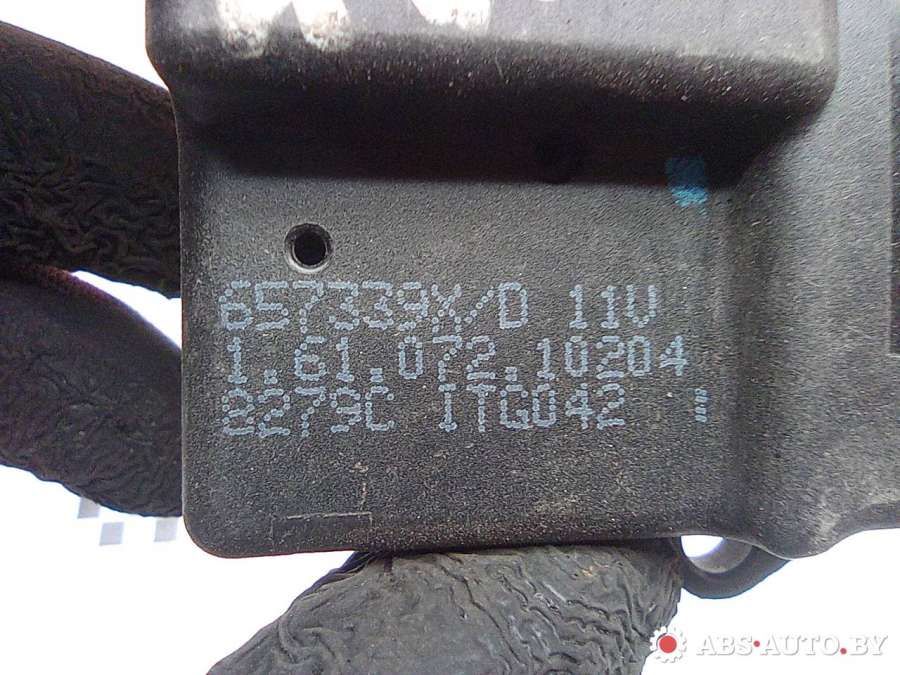 657339X/D 11V
1.61.072.10204
8279C ITG042
ABS-AUTO.BY